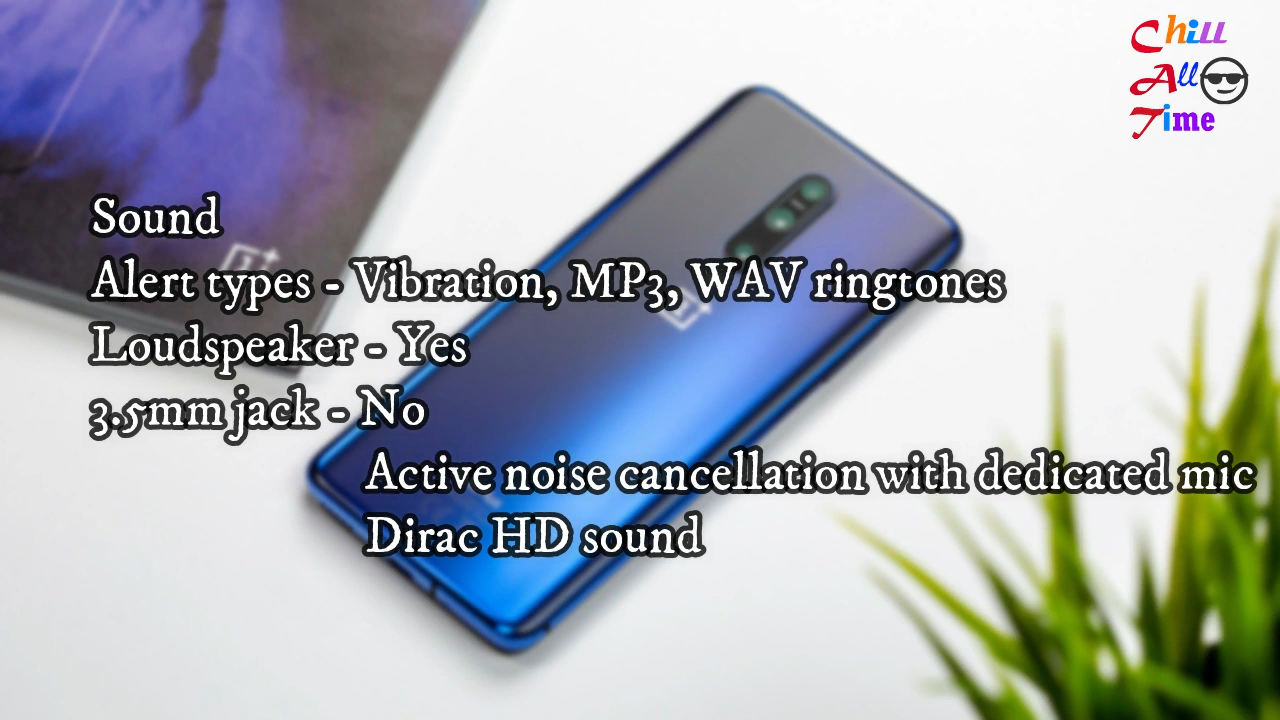 Chill
All
Time
Sound
Alert types - Vibration, MP3, WAV ringtones
Loudspeaker - Yes
3.5mm jack - No
Active noise cancellation with dedicated mic
Dirac HD sound